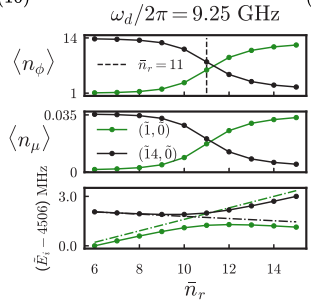 ω_d/2π = 9.25 GHz
14
⟨n_ϕ⟩
n̄_r = 11
1
0.035
⟨n_μ⟩
(1̃, 0̃)
(1̃4, 0̃)
0
(Ẽ_i − 4506) MHz
3.0
0.0
6 8 10 12 14
n̄_r